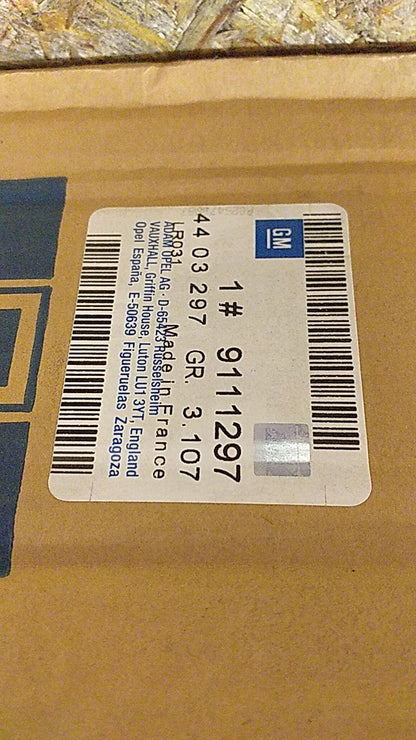 GM
1# 9111297
44 03 297 GR. 3.107
LR031 Made in France
ADAM OPEL AG · D-65423 Rüsselsheim
VAUXHALL, Griffin House, Luton LU1 3YT, England
Opel España, E-50639 Figueruelas Zaragoza